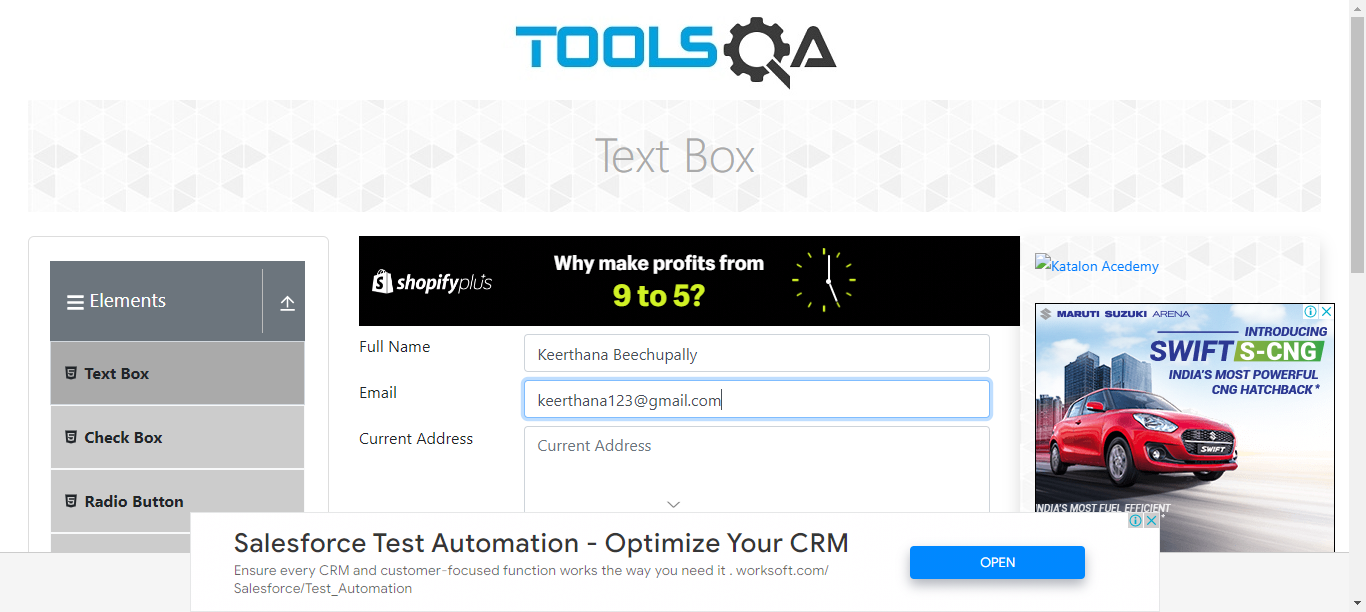 TOOLSQA
Text Box
Elements
Text Box
Check Box
Radio Button
shopifyplus
Why make profits from
9 to 5?
Full Name
Keerthana Beechupally
Email
keerthana123@gmail.com
Current Address
Current Address
Katalon Acedemy
MARUTI SUZUKI ARENA
INTRODUCING
SWIFT S-CNG
INDIA'S MOST POWERFUL
CNG HATCHBACK*
SWIFT
INDIA'S MOST FUEL EFFICIENT
Salesforce Test Automation - Optimize Your CRM
Ensure every CRM and customer-focused function works the way you need it . worksoft.com/
Salesforce/Test_Automation
OPEN